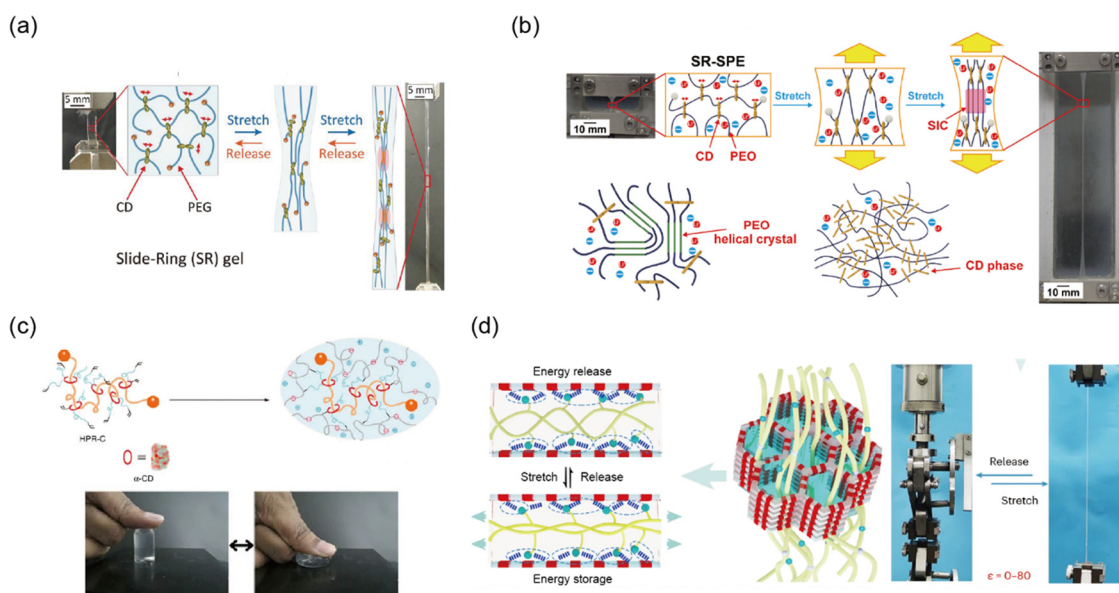 (a)
5 mm
Stretch
Release
Stretch
Release
CD
PEG
Slide-Ring (SR) gel
5 mm
(b)
SR-SPE
10 mm
Stretch
Stretch
SIC
CD
PEO
PEO
helical crystal
CD phase
10 mm
(c)
HPR-C
=
α-CD
(d)
Energy release
Stretch
Release
Energy storage
Release
Stretch
ε = 0–80